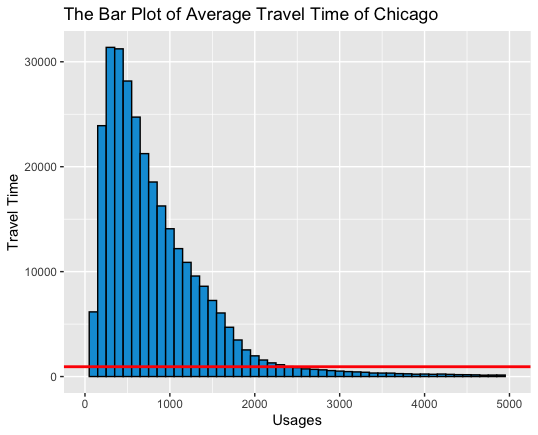 The Bar Plot of Average Travel Time of Chicago
30000
20000
10000
0
Travel Time
0 1000 2000 3000 4000 5000
Usages